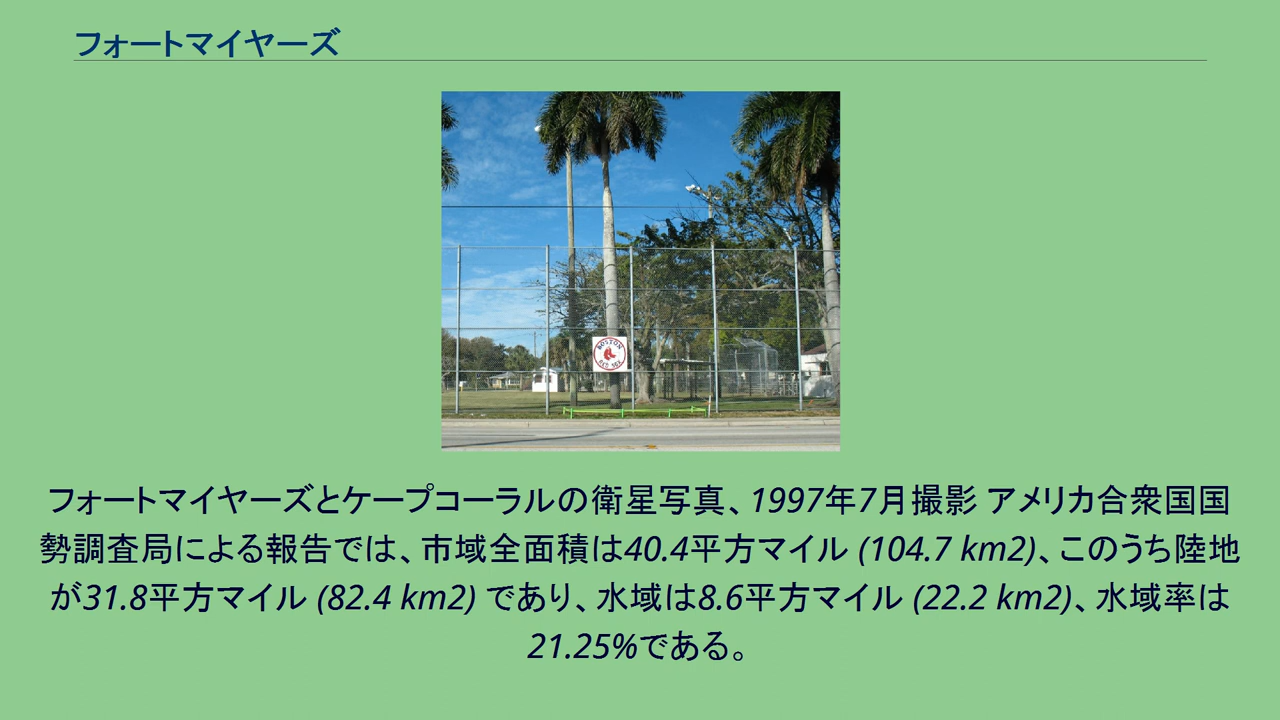 フォートマイヤーズ
BOSTON
RED SOX
フォートマイヤーズとケープコーラルの衛星写真、1997年7月撮影 アメリカ合衆国国
勢調査局による報告では、市域全面積は40.4平方マイル (104.7 km2)、このうち陸地
が31.8平方マイル (82.4 km2) であり、水域は8.6平方マイル (22.2 km2)、水域率は
21.25%である。